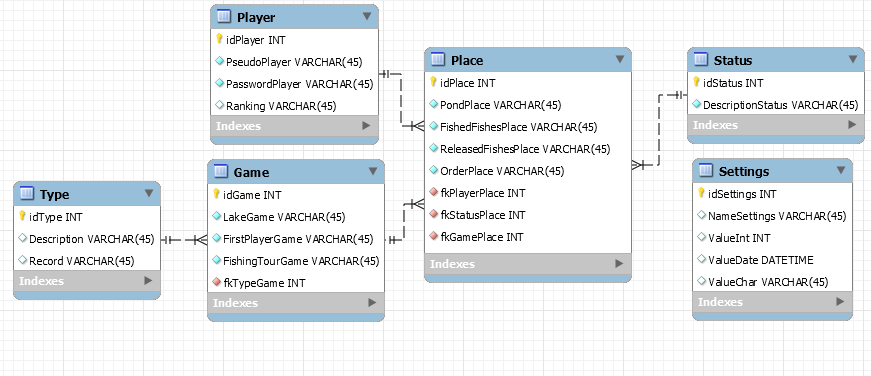 Player
idPlayer INT
PseudoPlayer VARCHAR(45)
PasswordPlayer VARCHAR(45)
Ranking VARCHAR(45)
Indexes
Place
idPlace INT
PondPlace VARCHAR(45)
FishedFishesPlace VARCHAR(45)
ReleasedFishesPlace VARCHAR(45)
OrderPlace VARCHAR(45)
fkPlayerPlace INT
fkStatusPlace INT
fkGamePlace INT
Indexes
Status
idStatus INT
DescriptionStatus VARCHAR(45)
Indexes
Type
idType INT
Description VARCHAR(45)
Record VARCHAR(45)
Indexes
Game
idGame INT
LakeGame VARCHAR(45)
FirstPlayerGame VARCHAR(45)
FishingTourGame VARCHAR(45)
fkTypeGame INT
Indexes
Settings
idSettings INT
NameSettings VARCHAR(45)
ValueInt INT
ValueDate DATETIME
ValueChar VARCHAR(45)
Indexes